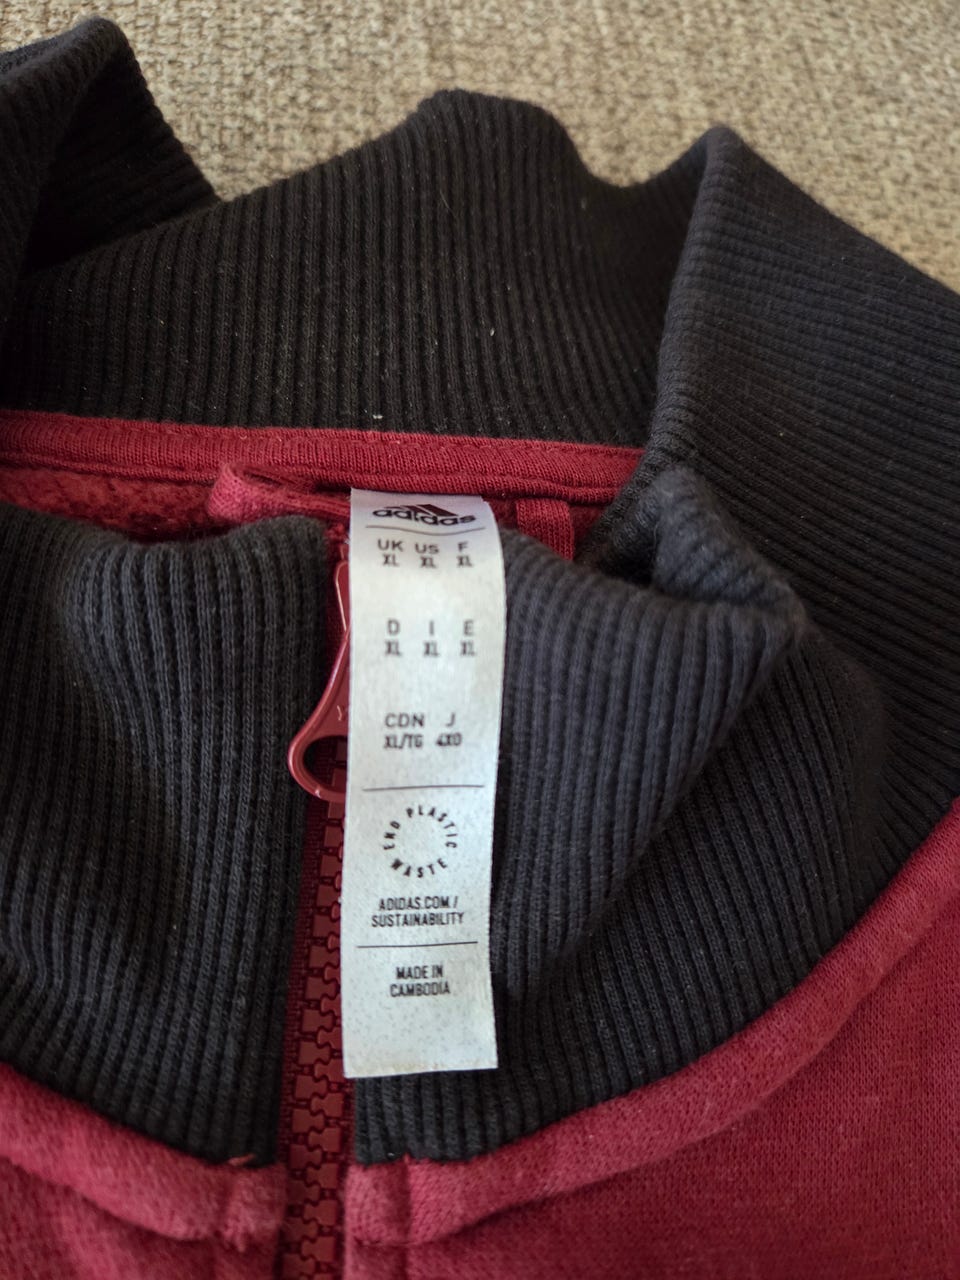 adidas
UK US F
XL XL XL
D I E
XL XL XL
CDN J
XL/TG 4XO
END PLASTIC WASTE
ADIDAS.COM/
SUSTAINABILITY
MADE IN
CAMBODIA